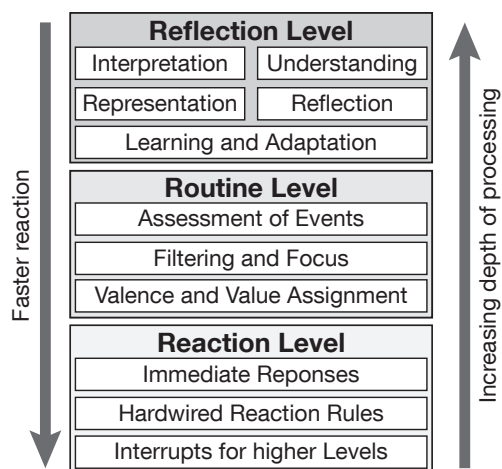 Reflection Level
Interpretation
Understanding
Representation
Reflection
Learning and Adaptation
Routine Level
Assessment of Events
Filtering and Focus
Valence and Value Assignment
Reaction Level
Immediate Reponses
Hardwired Reaction Rules
Interrupts for higher Levels
Faster reaction
Increasing depth of processing